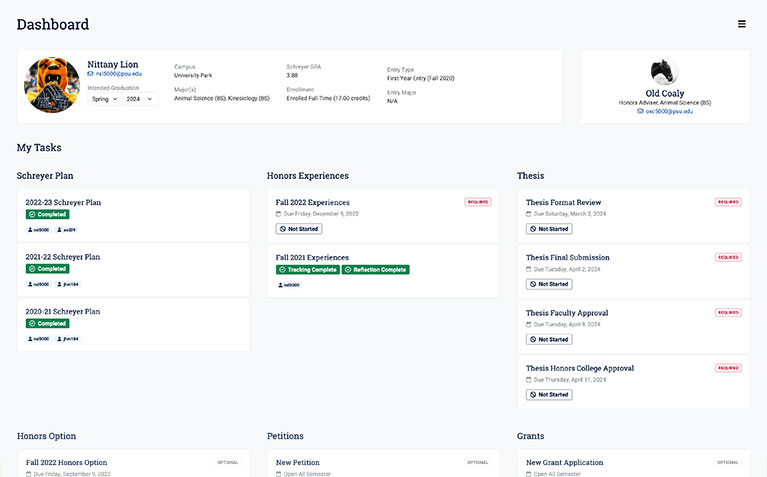 Dashboard
Nittany Lion
nxl5000@psu.edu
Intended Graduation
Spring 2024
Campus
University Park
Major(s)
Animal Science (BS), Kinesiology (BS)
Schreyer GPA
3.88
Enrollment
Enrolled Full-Time (17.00 credits)
Entry Type
First-Year Entry (Fall 2020)
Entry Major
N/A
Old Coaly
Honors Adviser, Animal Science (BS)
oxc5000@psu.edu
My Tasks
Schreyer Plan
2022-23 Schreyer Plan
Completed
nxl5000 asd29
2021-22 Schreyer Plan
Completed
nxl5000 jhm184
2020-21 Schreyer Plan
Completed
nxl5000 jhm184
Honors Experiences
Fall 2022 Experiences REQUIRED
Due Friday, December 9, 2022
Not Started
Fall 2021 Experiences
Tracking Complete Reflection Complete
nxl5000
Thesis
Thesis Format Review REQUIRED
Due Saturday, March 2, 2024
Not Started
Thesis Final Submission REQUIRED
Due Tuesday, April 2, 2024
Not Started
Thesis Faculty Approval REQUIRED
Due Tuesday, April 9, 2024
Not Started
Thesis Honors College Approval REQUIRED
Due Thursday, April 11, 2024
Not Started
Honors Option
Fall 2022 Honors Option OPTIONAL
Due Friday, September 9, 2022
Petitions
New Petition OPTIONAL
Open All Semester
Grants
New Grant Application OPTIONAL
Open All Semester